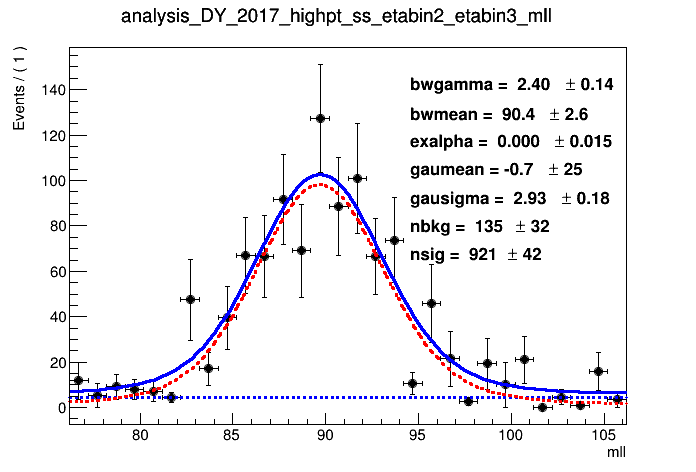 analysis_DY_2017_highpt_ss_etabin2_etabin3_mll
Events / ( 1 )
bwgamma = 2.40 ± 0.14
bwmean = 90.4 ± 2.6
exalpha = 0.000 ± 0.015
gaumean = -0.7 ± 25
gausigma = 2.93 ± 0.18
nbkg = 135 ± 32
nsig = 921 ± 42
140
120
100
80
60
40
20
0
80 85 90 95 100 105
mll